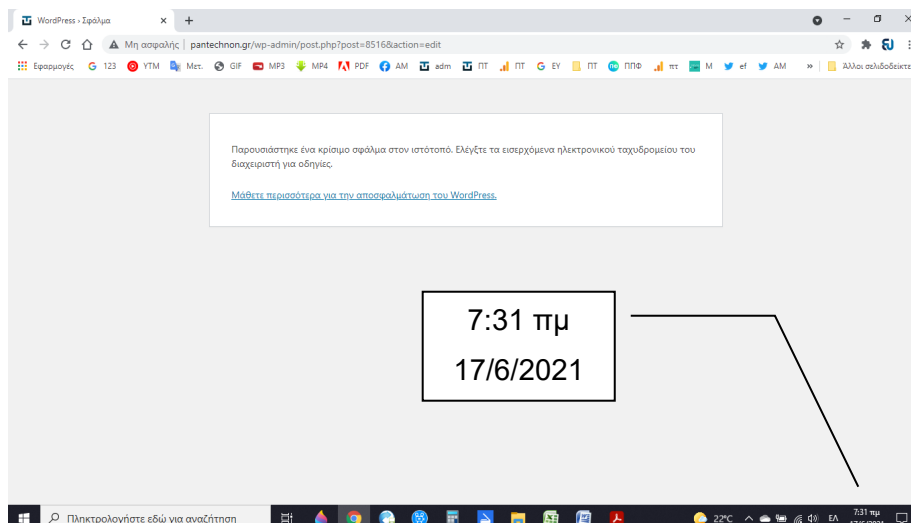 WordPress › Σφάλμα
Μη ασφαλής | pantechnon.gr/wp-admin/post.php?post=8516&action=edit
Εφαρμογές 123 YTM Μετ. GIF MP3 MP4 PDF AM adm ΠΤ ΠΤ EY ΠΤ ΠΠΦ πτ M ef AM » Άλλοι σελιδοδείκτε
Παρουσιάστηκε ένα κρίσιμο σφάλμα στον ιστότοπό. Ελέγξτε τα εισερχόμενα ηλεκτρονικού ταχυδρομείου του
διαχειριστή για οδηγίες.
Μάθετε περισσότερα για την αποσφαλμάτωση του WordPress.
7:31 πμ
17/6/2021
Πληκτρολογήστε εδώ για αναζήτηση
22°C ΕΛ 7:31 πμ
17/6/2021